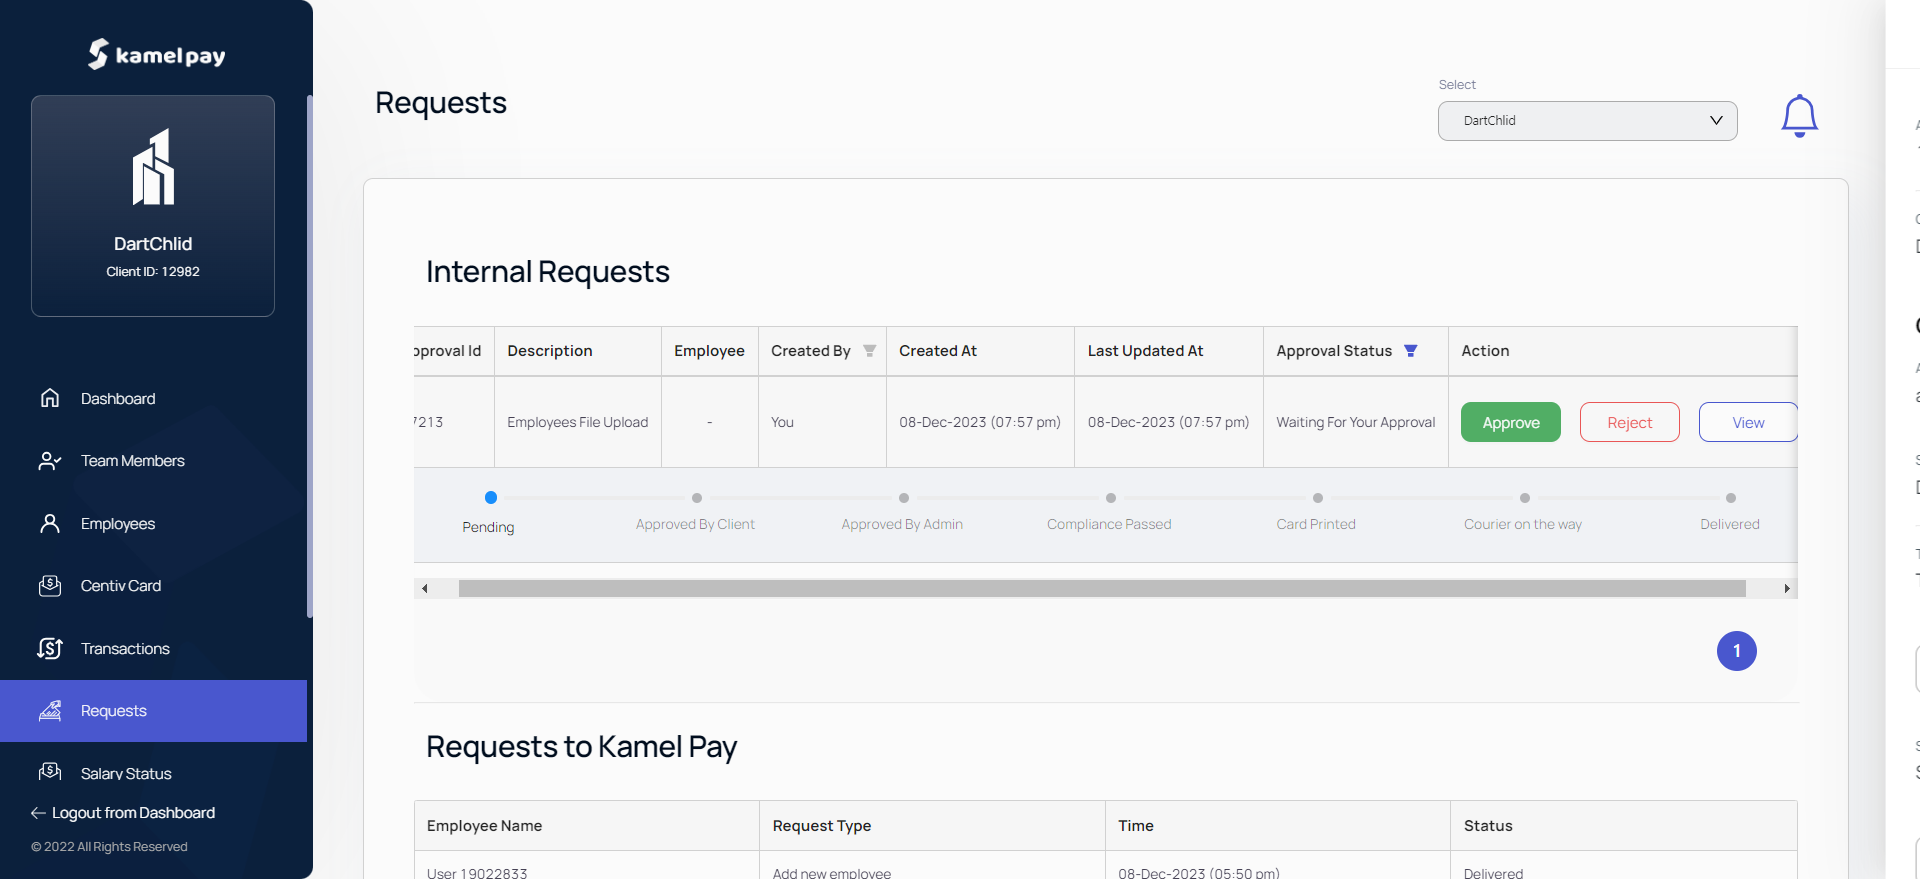 kamelpay
DartChlid
Client ID: 12982
Dashboard
Team Members
Employees
Centiv Card
Transactions
Requests
Salary Status
Logout from Dashboard
© 2022 All Rights Reserved
Requests
Select
DartChlid
Internal Requests
pproval Id Description Employee Created By Created At Last Updated At Approval Status Action
7213 Employees File Upload - You 08-Dec-2023 (07:57 pm) 08-Dec-2023 (07:57 pm) Waiting For Your Approval Approve Reject View
Pending Approved By Client Approved By Admin Compliance Passed Card Printed Courier on the way Delivered
1
Requests to Kamel Pay
Employee Name Request Type Time Status
User 19022833 Add new employee 08-Dec-2023 (05:50 pm) Delivered